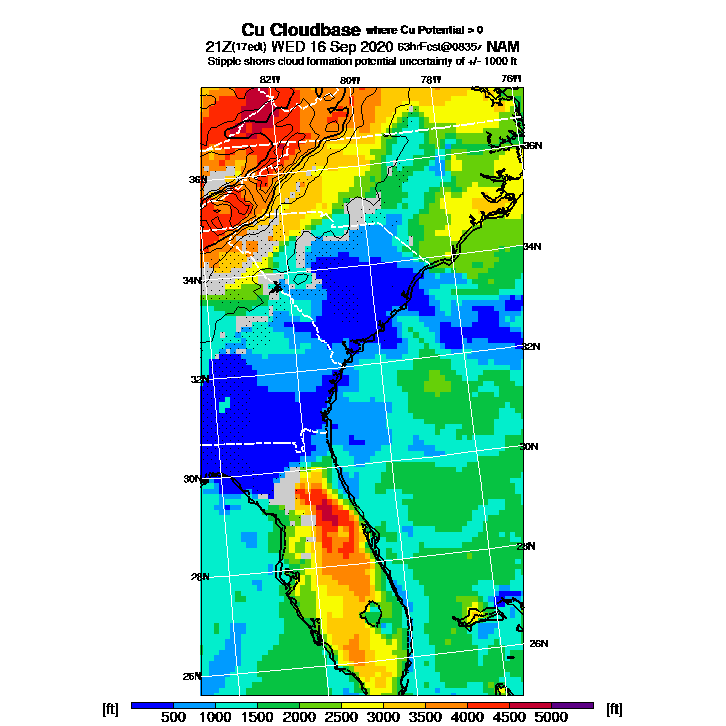 Cu Cloudbase where Cu Potential > 0
21Z(17edt) WED 16 Sep 2020 63hrFcst@0835z NAM
Stipple shows cloud formation potential uncertainty of +/- 1000 ft
82W 80W 78W 76W
36N 36N
34N 34N
32N 32N
30N 30N
28N 28N
26N 26N
[ft] 500 1000 1500 2000 2500 3000 3500 4000 4500 5000 [ft]